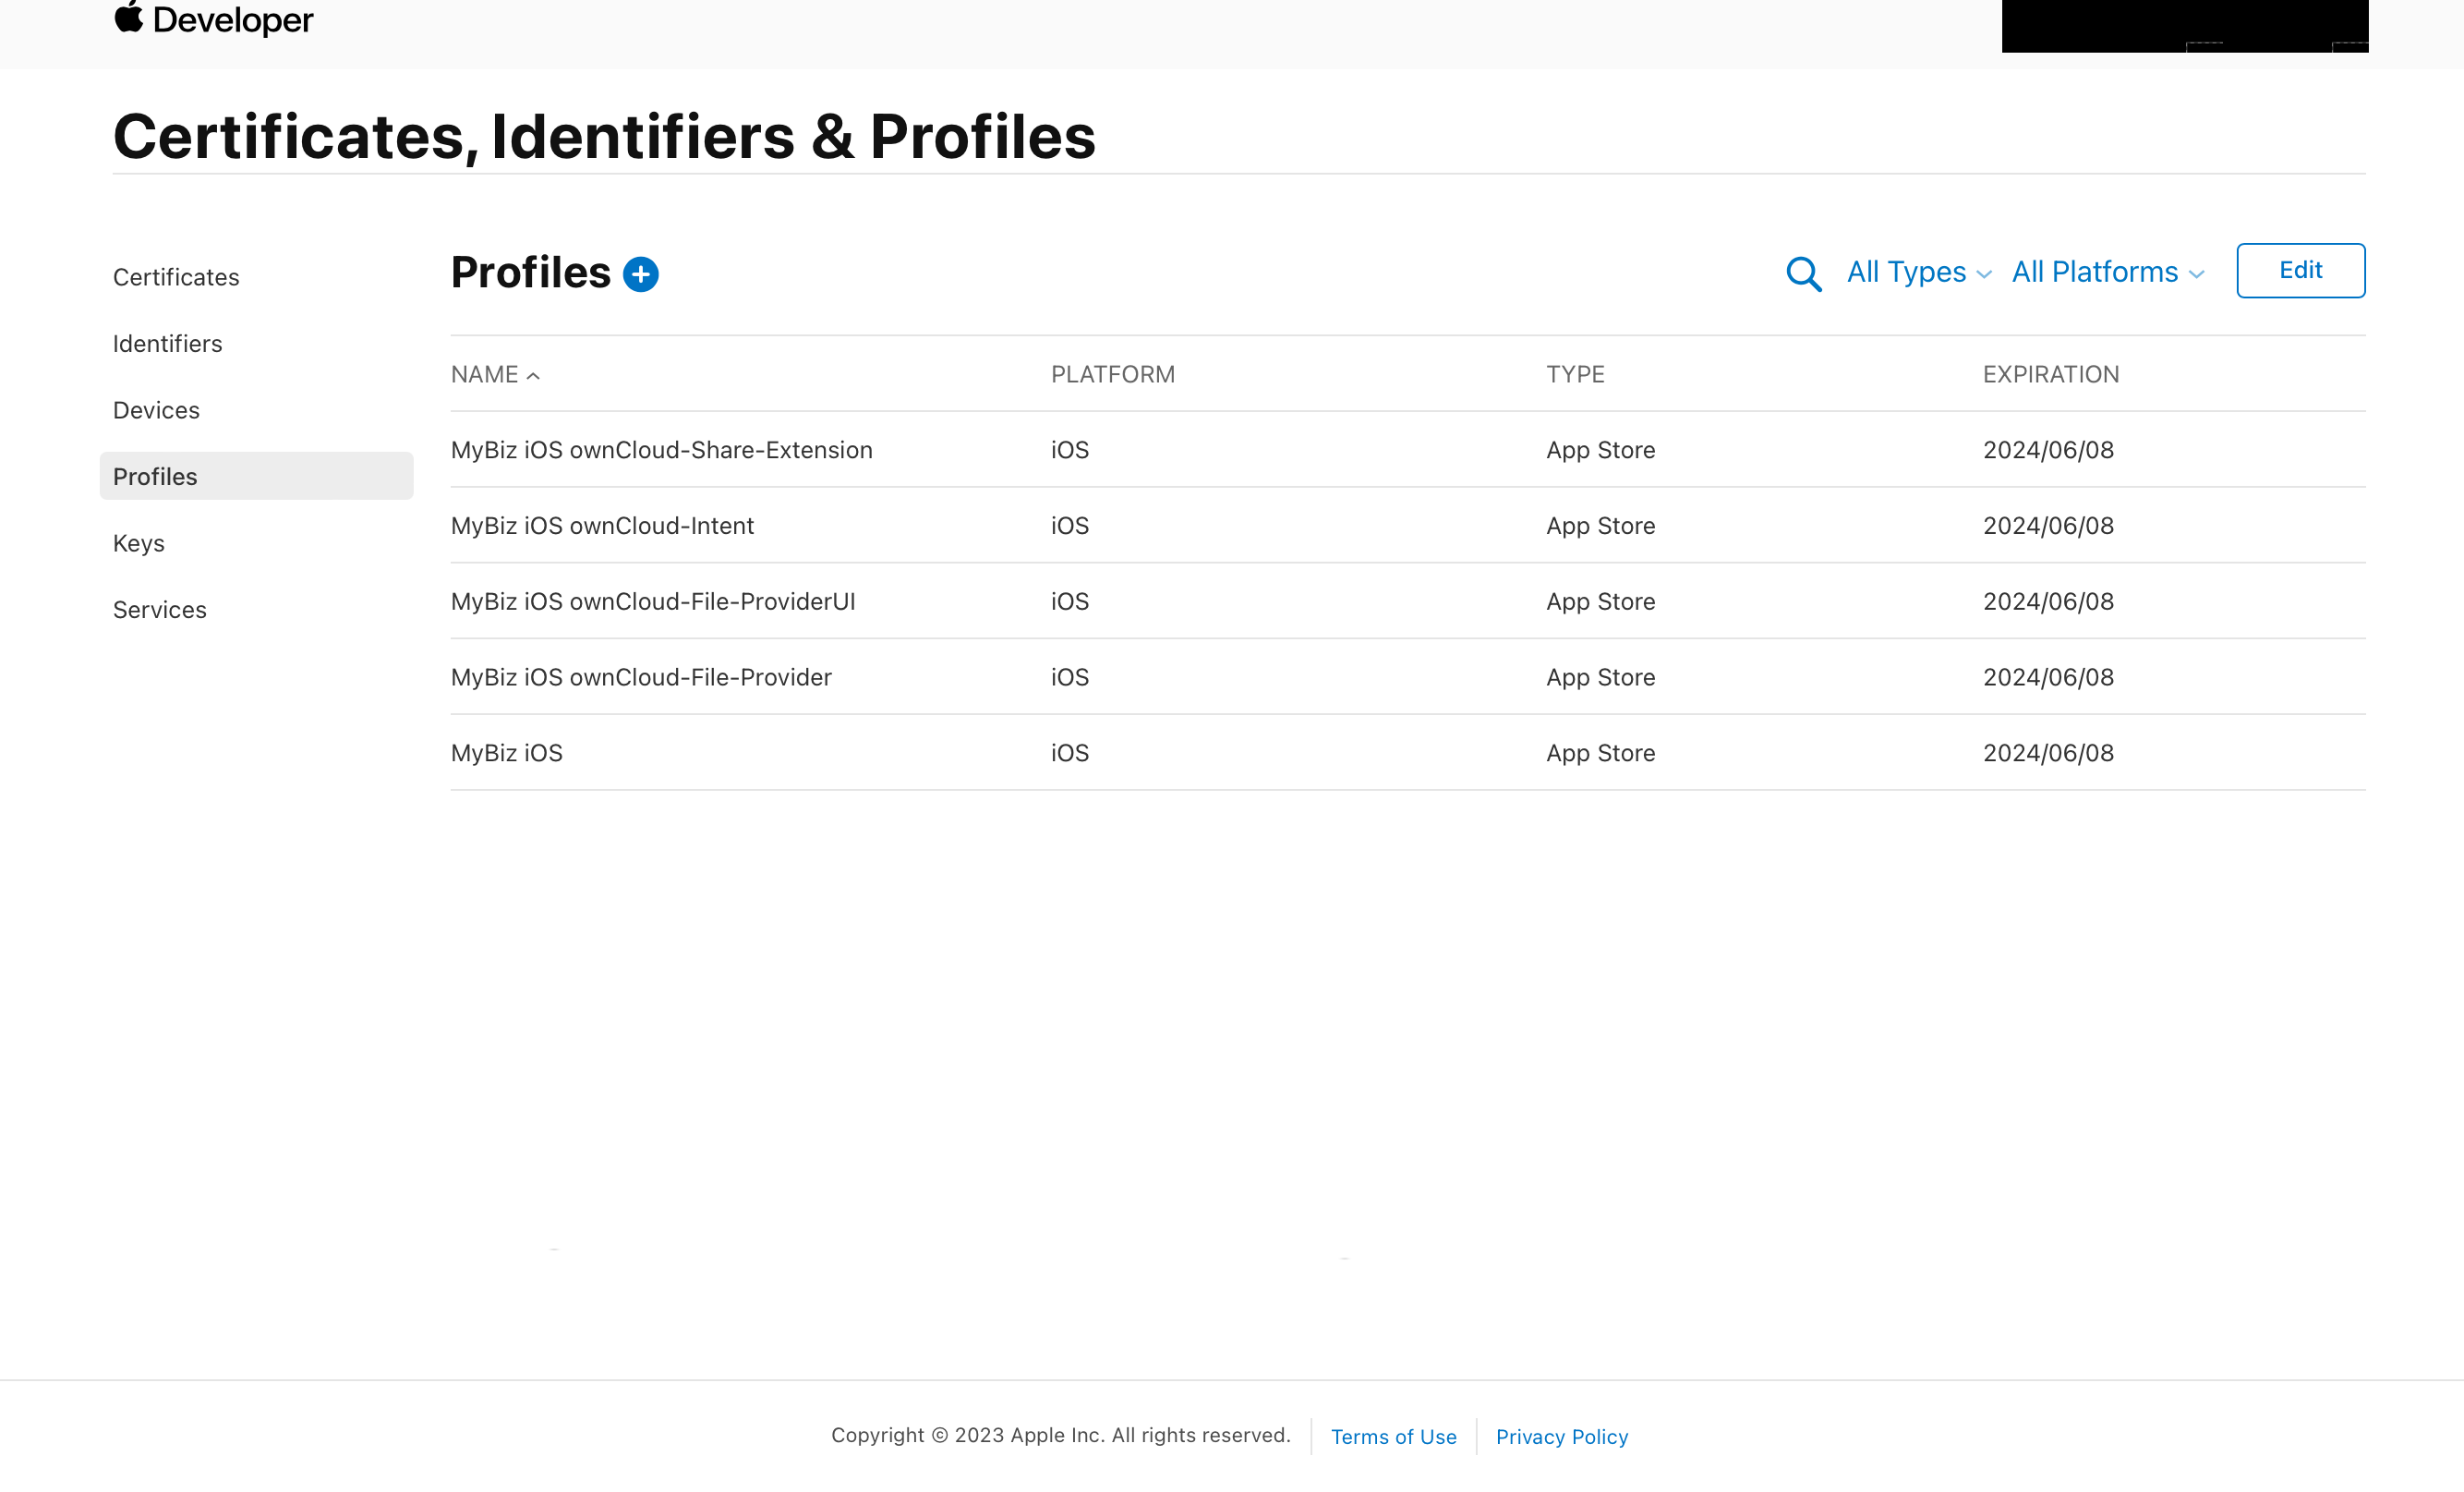 Developer
Certificates, Identifiers & Profiles
Certificates
Identifiers
Devices
Profiles
Keys
Services
Profiles
All Types
All Platforms
Edit
NAME PLATFORM TYPE EXPIRATION
MyBiz iOS ownCloud-Share-Extension iOS App Store 2024/06/08
MyBiz iOS ownCloud-Intent iOS App Store 2024/06/08
MyBiz iOS ownCloud-File-ProviderUI iOS App Store 2024/06/08
MyBiz iOS ownCloud-File-Provider iOS App Store 2024/06/08
MyBiz iOS iOS App Store 2024/06/08
Copyright © 2023 Apple Inc. All rights reserved. Terms of Use Privacy Policy